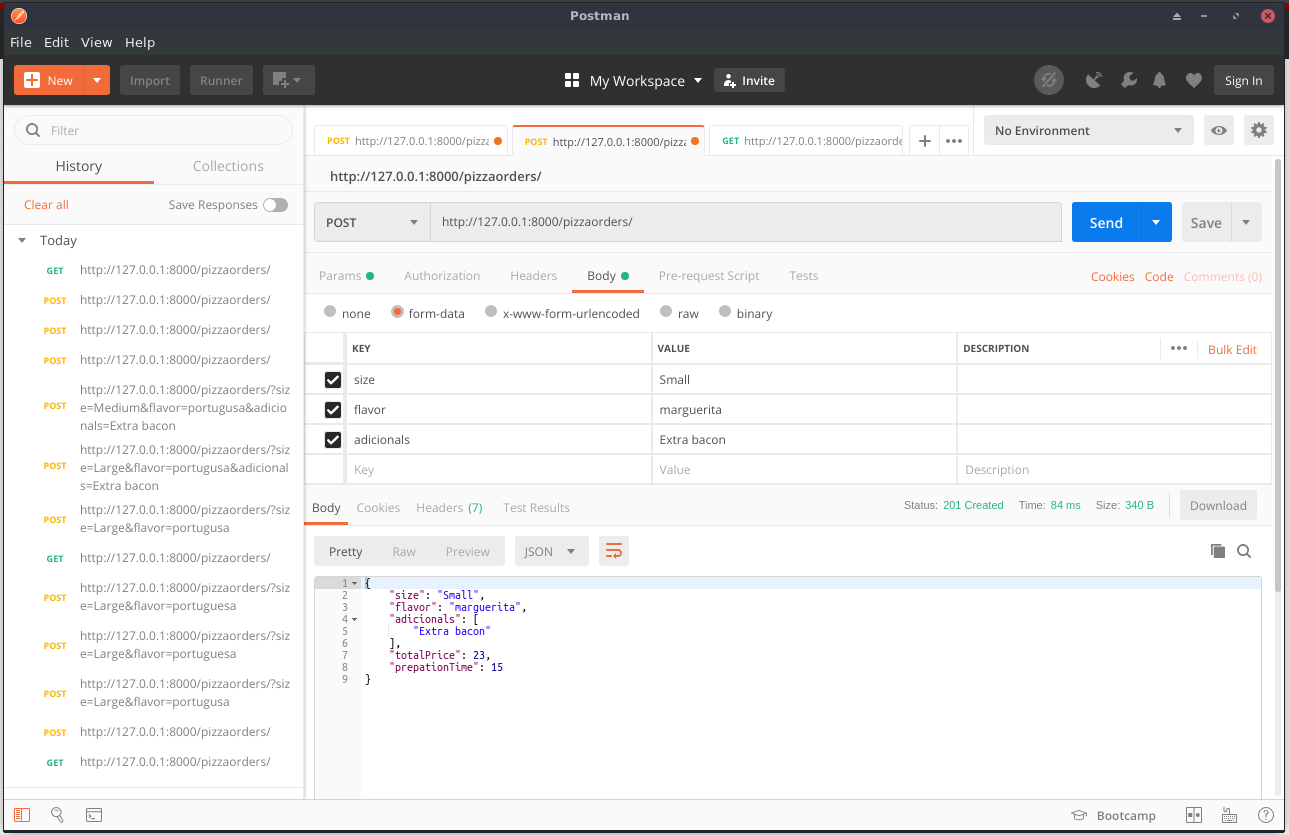 Postman
File Edit View Help
New Import Runner My Workspace Invite Sign In
Filter
History Collections
Clear all Save Responses
Today
GET http://127.0.0.1:8000/pizzaorders/
POST http://127.0.0.1:8000/pizzaorders/
POST http://127.0.0.1:8000/pizzaorders/
POST http://127.0.0.1:8000/pizzaorders/
POST http://127.0.0.1:8000/pizzaorders/?siz
e=Medium&flavor=portugusa&adicio
nals=Extra bacon
POST http://127.0.0.1:8000/pizzaorders/?siz
e=Large&flavor=portugusa&adicional
s=Extra bacon
POST http://127.0.0.1:8000/pizzaorders/?siz
e=Large&flavor=portugusa
GET http://127.0.0.1:8000/pizzaorders/
POST http://127.0.0.1:8000/pizzaorders/?siz
e=Large&flavor=portuguesa
POST http://127.0.0.1:8000/pizzaorders/?siz
e=Large&flavor=portuguesa
POST http://127.0.0.1:8000/pizzaorders/?siz
e=Large&flavor=portugusa
POST http://127.0.0.1:8000/pizzaorders/
GET http://127.0.0.1:8000/pizzaorders/
POST http://127.0.0.1:8000/pizza POST http://127.0.0.1:8000/pizza GET http://127.0.0.1:8000/pizzaorde No Environment
http://127.0.0.1:8000/pizzaorders/
POST http://127.0.0.1:8000/pizzaorders/ Send Save
Params Authorization Headers Body Pre-request Script Tests Cookies Code Comments (0)
none form-data x-www-form-urlencoded raw binary
KEY VALUE DESCRIPTION Bulk Edit
size Small
flavor marguerita
adicionals Extra bacon
Key Value Description
Body Cookies Headers (7) Test Results Status: 201 Created Time: 84 ms Size: 340 B Download
Pretty Raw Preview JSON
1 {
2 "size": "Small",
3 "flavor": "marguerita",
4 "adicionals": [
5 "Extra bacon"
6 ],
7 "totalPrice": 23,
8 "prepationTime": 15
9 }
Bootcamp